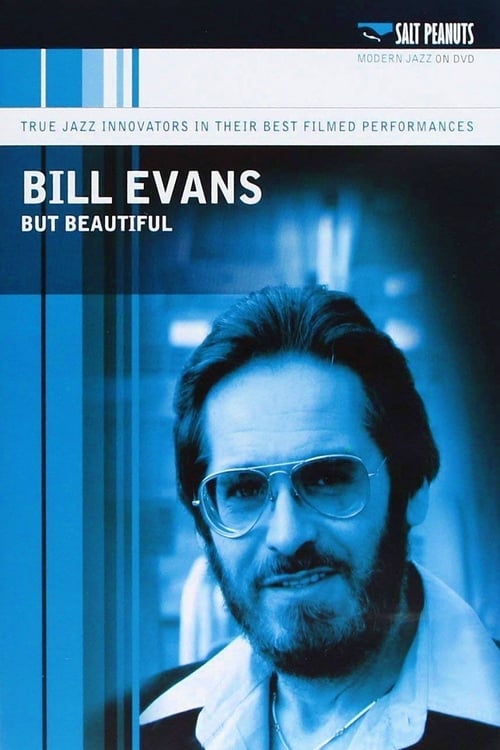 SALT PEANUTS
MODERN JAZZ ON DVD
TRUE JAZZ INNOVATORS IN THEIR BEST FILMED PERFORMANCES
BILL EVANS
BUT BEAUTIFUL